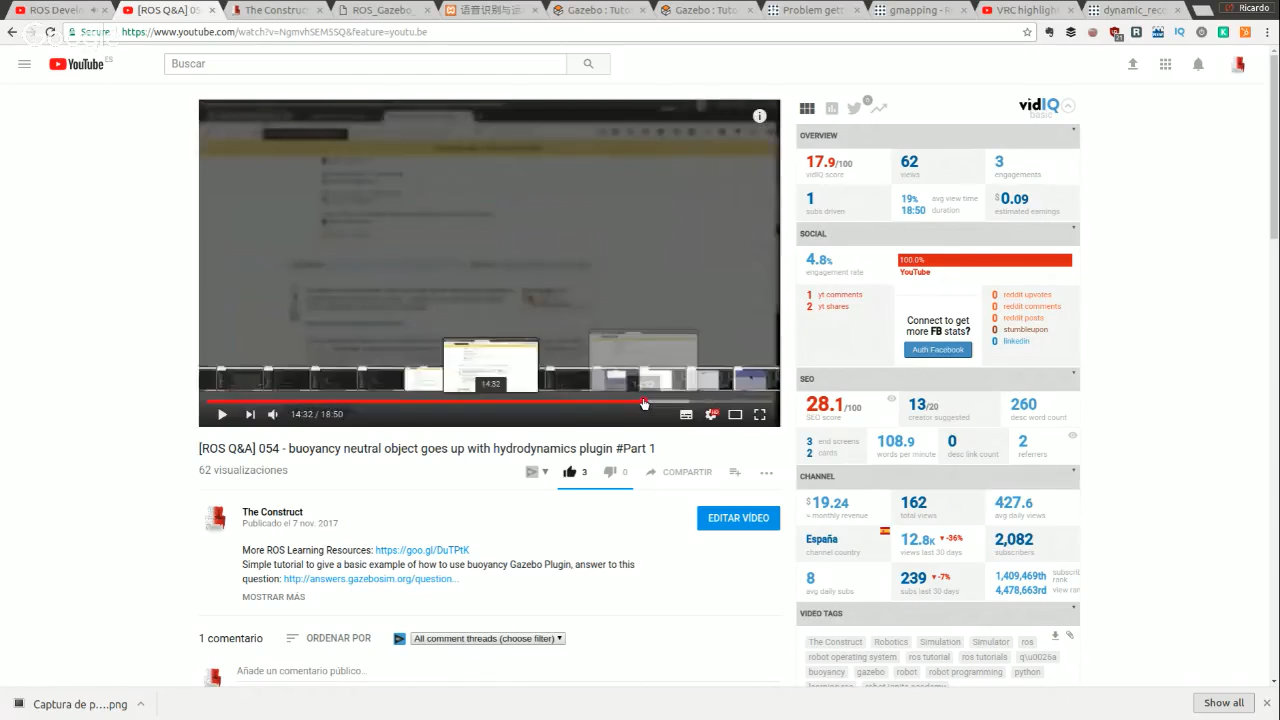 ROS Develo
[ROS Q&A] 05
The Construct
ROS_Gazebo_
语音识别与运
Gazebo : Tutor
Gazebo : Tutor
Problem gett
gmapping - R
VRC highligh
dynamic_reco
Ricardo
Secure https://www.youtube.com/watch?v=NgmvhSEM5SQ&feature=youtu.be
21
YouTube ES
Buscar
vidIQ
basic
0
OVERVIEW
17.9/100
vidIQ score
62
views
3
engagements
1
subs driven
19% avg view time
18:50 duration
$0.09
estimated earnings
SOCIAL
4.8%
engagement rate
100.0%
YouTube
1 yt comments
2 yt shares
Connect to get
more FB stats?
Auth Facebook
0 reddit upvotes
0 reddit comments
0 reddit posts
0 stumbleupon
0 linkedin
14:32
14:32 / 18:50
HD
SEO
28.1/100
SEO score
13/20
creator suggested
260
desc word count
3 end screens
2 cards
108.9
words per minute
0
desc link count
2
referrers
[ROS Q&A] 054 - buoyancy neutral object goes up with hydrodynamics plugin #Part 1
62 visualizaciones
3
0
COMPARTIR
CHANNEL
$19.24
≈ monthly revenue
162
total views
427.6
avg daily views
España
channel country
12.8K ▼-36%
views last 30 days
2,082
subscribers
8
avg daily subs
239 ▼-7%
subs last 30 days
1,409,469th
4,478,663rd
The Construct
Publicado el 7 nov. 2017
EDITAR VÍDEO
More ROS Learning Resources: https://goo.gl/DuTPtK
Simple tutorial to give a basic example of how to use buoyancy Gazebo Plugin, answer to this
question: http://answers.gazebosim.org/question...
MOSTRAR MÁS
VIDEO TAGS
The Construct Robotics Simulation Simulator ros
robot operating system ros tutorial ros tutorials q\u0026a
buoyancy gazebo robot robot programming python
1 comentario
ORDENAR POR
All comment threads (choose filter)
Añade un comentario público...
Captura de p....png
Show all